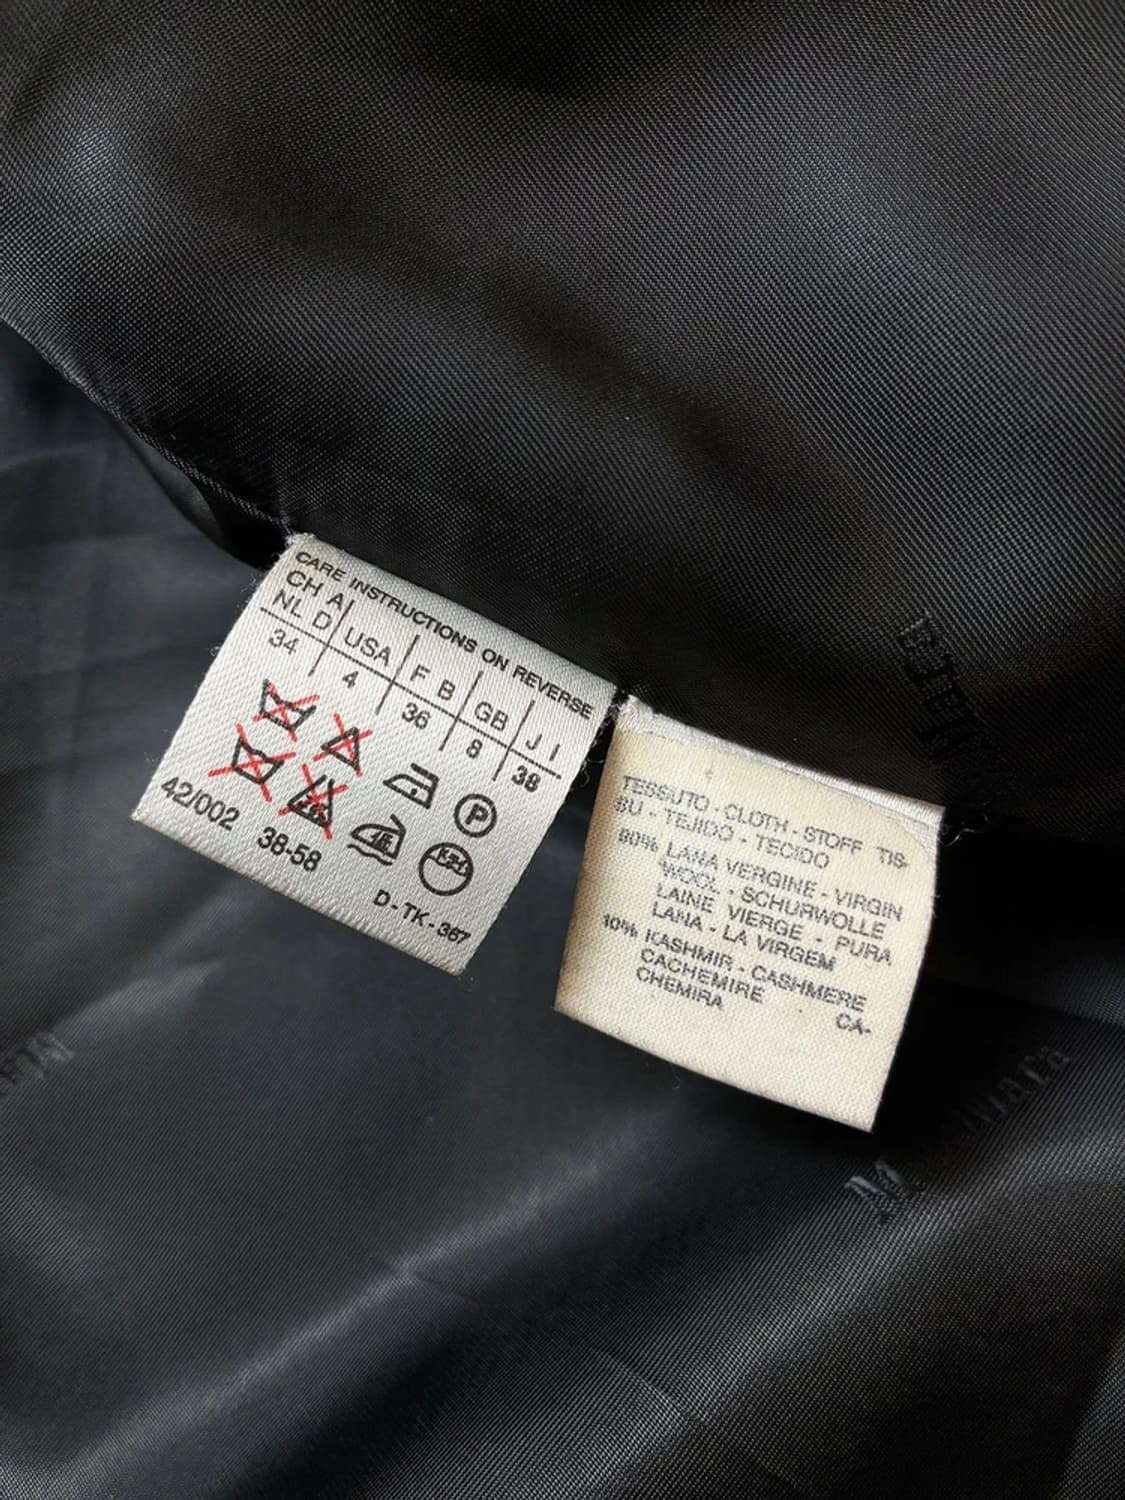 CARE INSTRUCTIONS ON REVERSE
CH A
NL D USA F B GB J I
34 4 36 8 38
P
42/002 38-58
D-TK-367
TESSUTO - CLOTH - STOFF TIS-
SU - TEJIDO - TECIDO
90% LANA VERGINE - VIRGIN
WOOL - SCHURWOLLE
LAINE VIERGE - PURA
LANA - LA VIRGEM
10% KASHMIR - CASHMERE
CACHEMIRE CA-
CHEMIRA